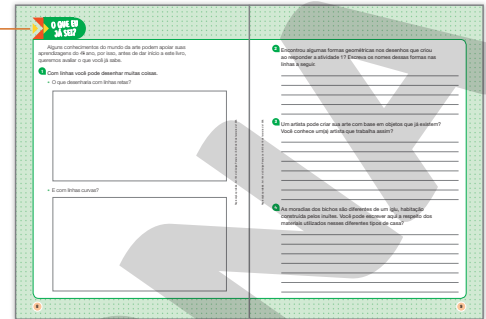 O QUE EU
JÁ SEI?
Alguns conhecimentos do mundo da arte podem apoiar suas
aprendizagens do 4º ano, por isso, antes de dar início a este livro,
queremos avaliar o que você já sabe.
1 Com linhas você pode desenhar muitas coisas.
• O que desenharia com linhas retas?
• E com linhas curvas?
2 Encontrou algumas formas geométricas nos desenhos que criou
ao responder a atividade 1? Escreva os nomes dessas formas nas
linhas a seguir.
3 Um artista pode criar sua arte com base em objetos que já existem?
Você conhece um(a) artista que trabalha assim?
4 As moradias dos bichos são diferentes de um iglu, habitação
construída pelos inuítes. Você pode escrever aqui a respeito dos
materiais utilizados nesses diferentes tipos de casa?
8
9